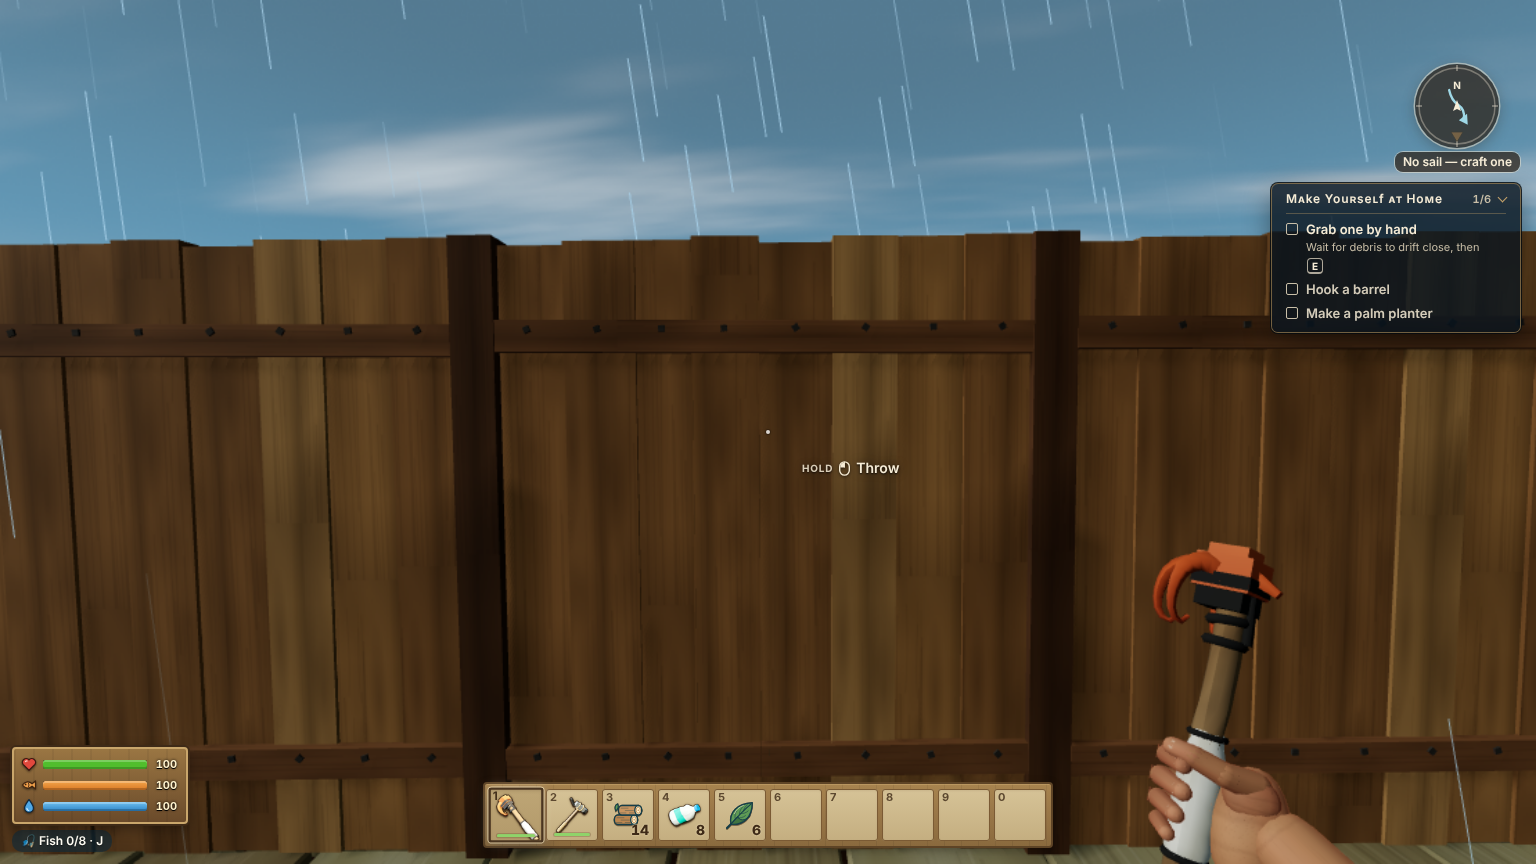 N
No sail — craft one
Make Yourself at Home 1/6
Grab one by hand
Wait for debris to drift close, then
E
Hook a barrel
Make a palm planter
HOLD Throw
100
100
100
Fish 0/8 · J
1 2 3 4 5 6 7 8 9 0
14 8 6